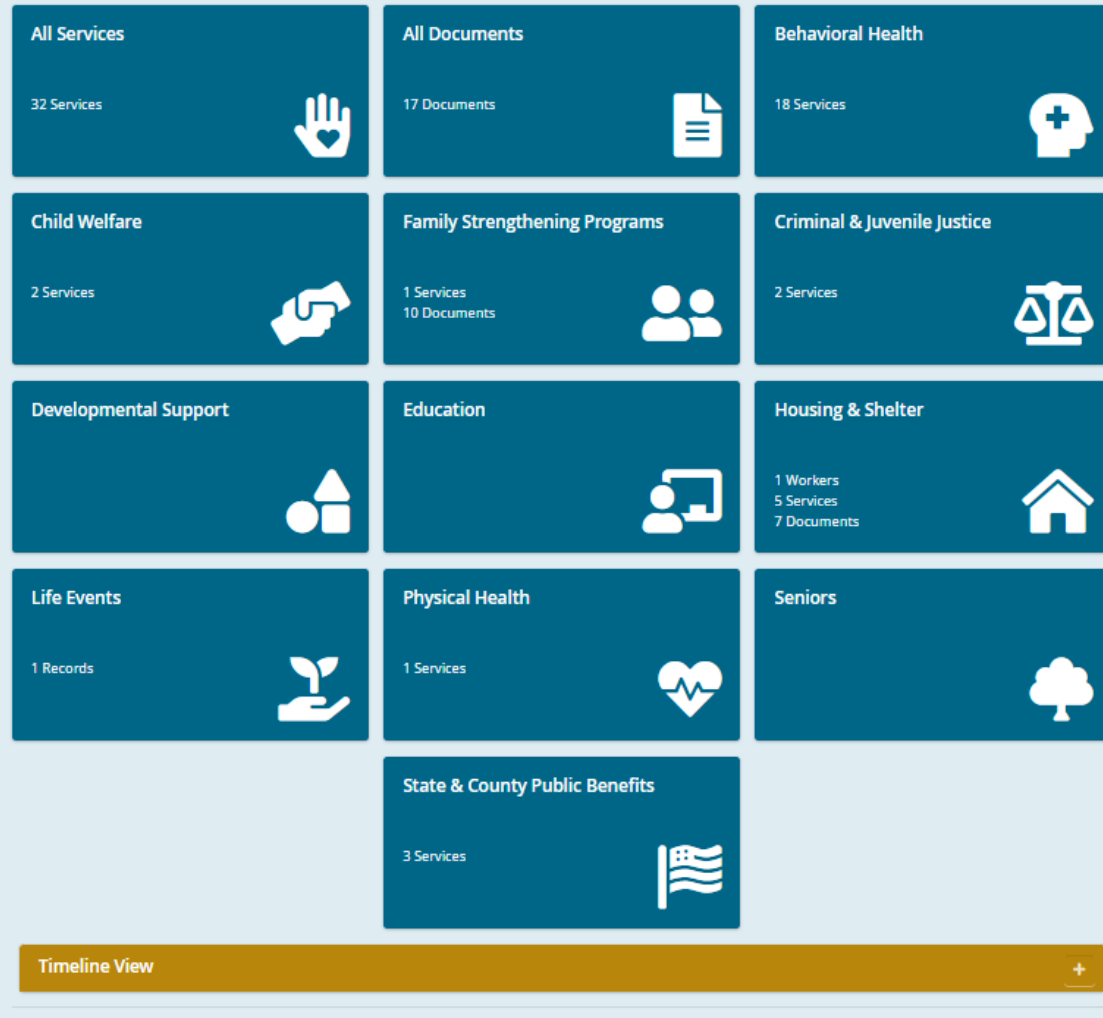 All Services
32 Services
All Documents
17 Documents
Behavioral Health
18 Services
Child Welfare
2 Services
Family Strengthening Programs
1 Services
10 Documents
Criminal & Juvenile Justice
2 Services
Developmental Support
Education
Housing & Shelter
1 Workers
5 Services
7 Documents
Life Events
1 Records
Physical Health
1 Services
Seniors
State & County Public Benefits
3 Services
Timeline View
+